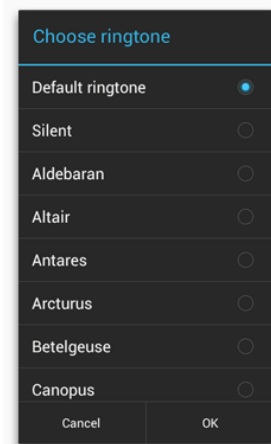 Choose ringtone
Default ringtone
Silent
Aldebaran
Altair
Antares
Arcturus
Betelgeuse
Canopus
Cancel OK